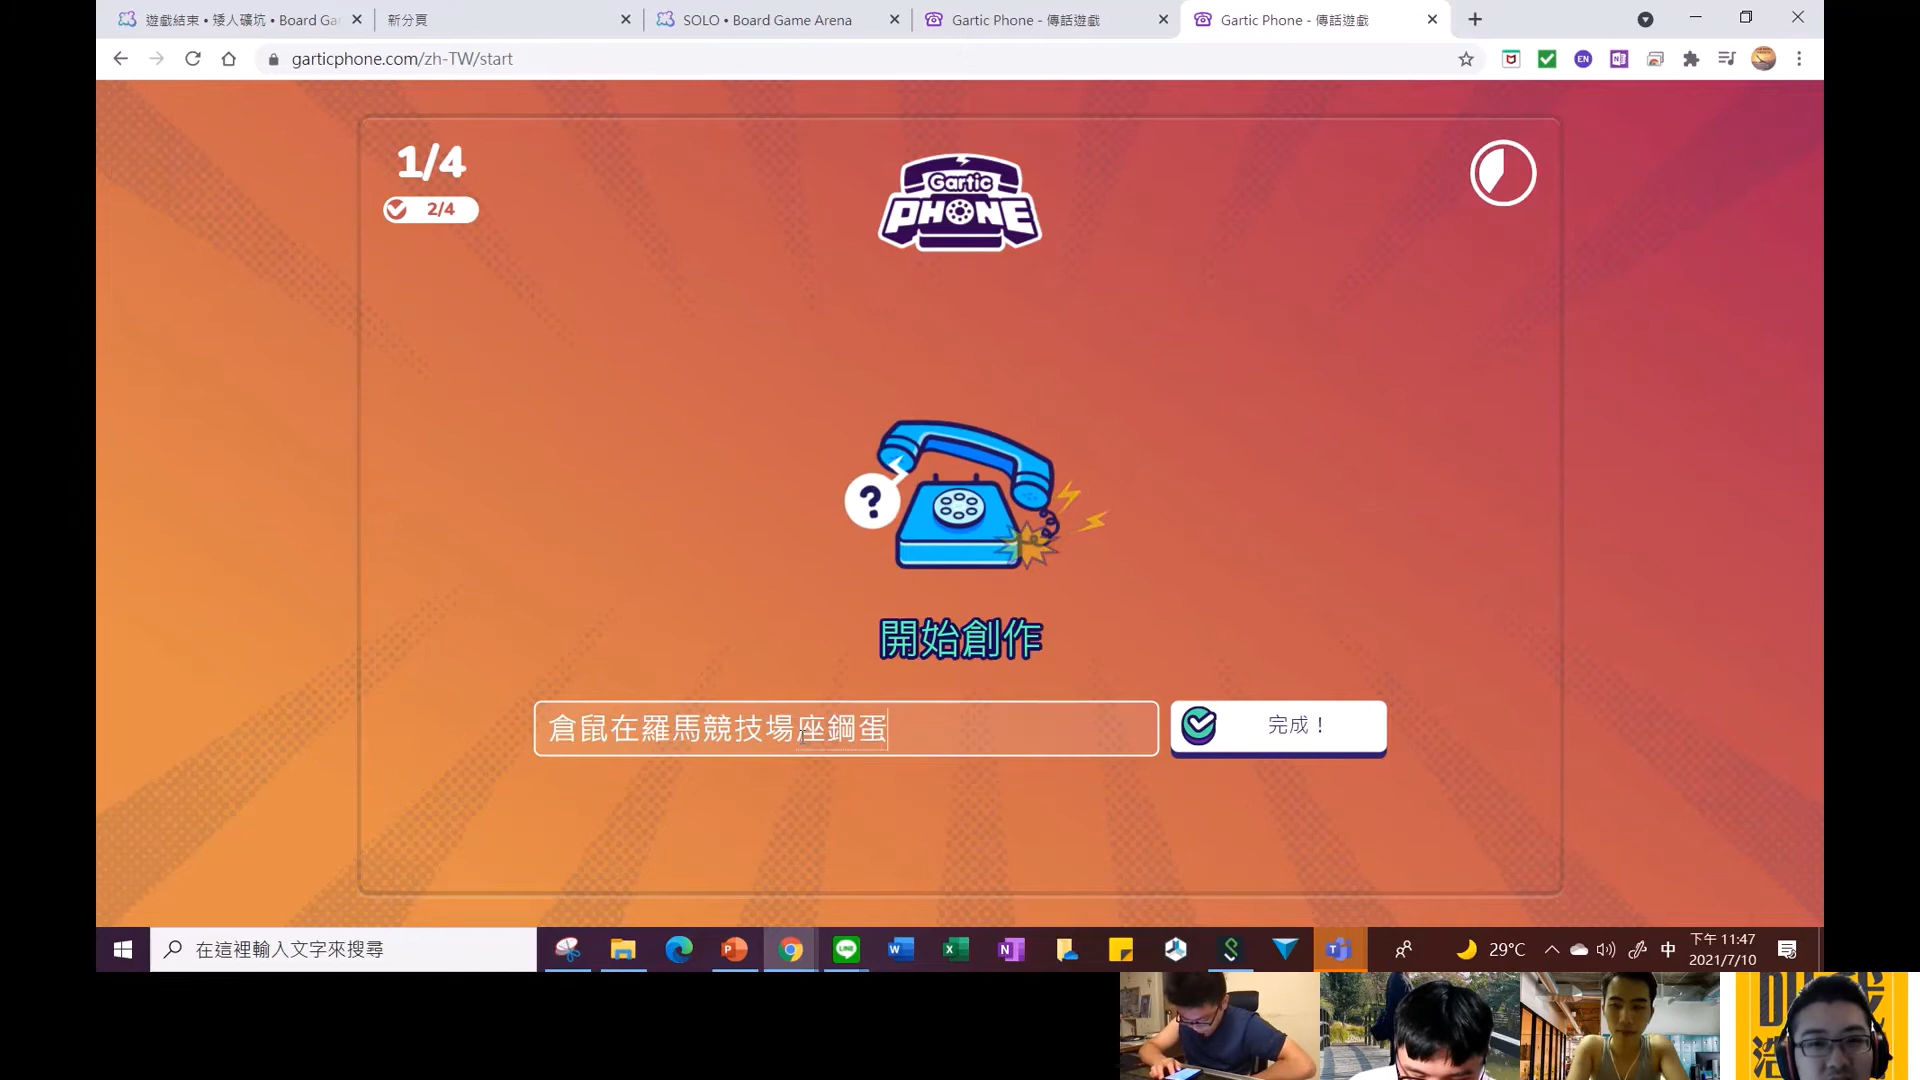 遊戲結束 • 矮人礦坑 • Board Ga
新分頁
SOLO • Board Game Arena
Gartic Phone - 傳話遊戲
Gartic Phone - 傳話遊戲
garticphone.com/zh-TW/start
EN
1/4
2/4
Gartic
PHONE
?
開始創作
倉鼠在羅馬競技場座鋼蛋
完成！
在這裡輸入文字來搜尋
29°C
中
下午 11:47
2021/7/10